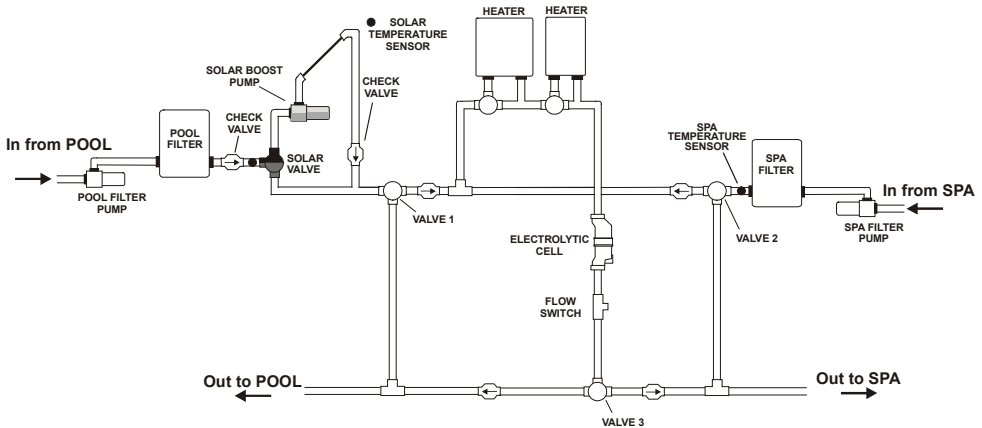 HEATER
HEATER
SOLAR
TEMPERATURE
SENSOR
SOLAR BOOST
PUMP
CHECK
VALVE
In from POOL
CHECK
VALVE
POOL
FILTER
SOLAR
VALVE
POOL FILTER
PUMP
SPA
TEMPERATURE
SENSOR
SPA
FILTER
In from SPA
SPA FILTER
PUMP
VALVE 1
VALVE 2
ELECTROLYTIC
CELL
FLOW
SWITCH
Out to POOL
Out to SPA
VALVE 3